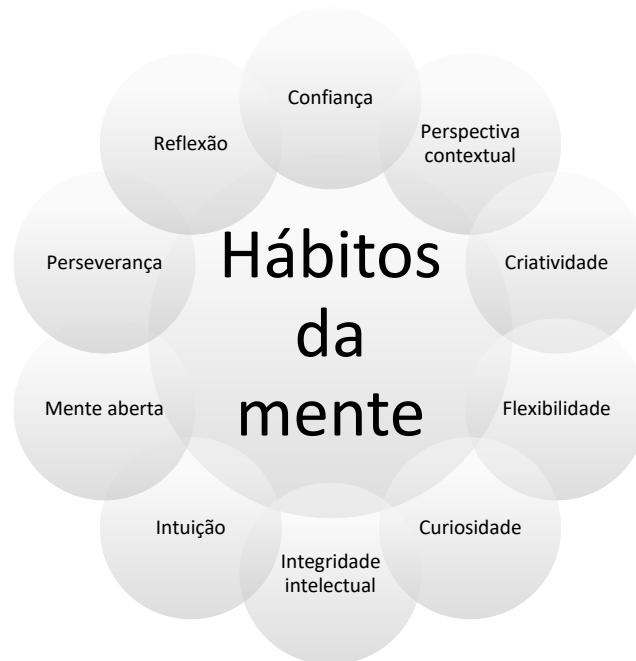 Confiança
Perspectiva
contextual
Criatividade
Flexibilidade
Curiosidade
Integridade
intelectual
Intuição
Mente aberta
Perseverança
Reflexão
Hábitos
da
mente